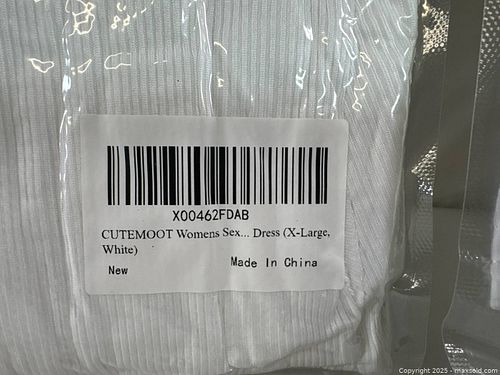 X00462FDAB
CUTEMOOT Womens Sex... Dress (X-Large,
White)
New
Made In China
Copyright 2025 - maxsold.com